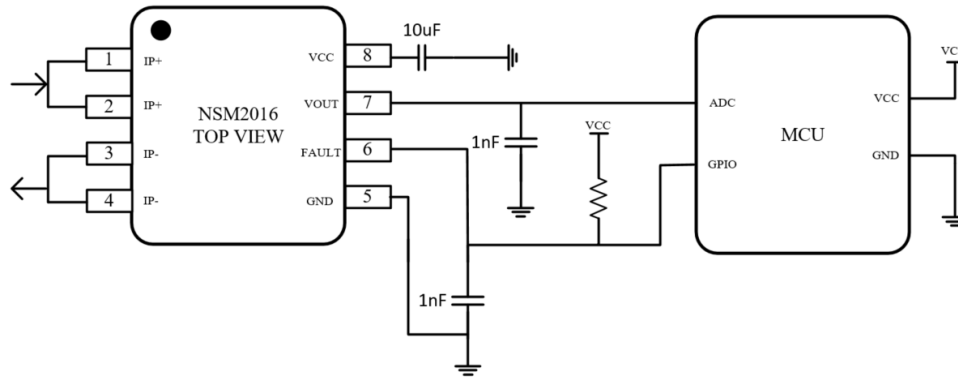 10uF
1 IP+ VCC 8
2 IP+ VOUT 7
NSM2016
TOP VIEW
3 IP- FAULT 6
4 IP- GND 5
1nF
VCC
1nF
ADC
GPIO
MCU
VCC
GND